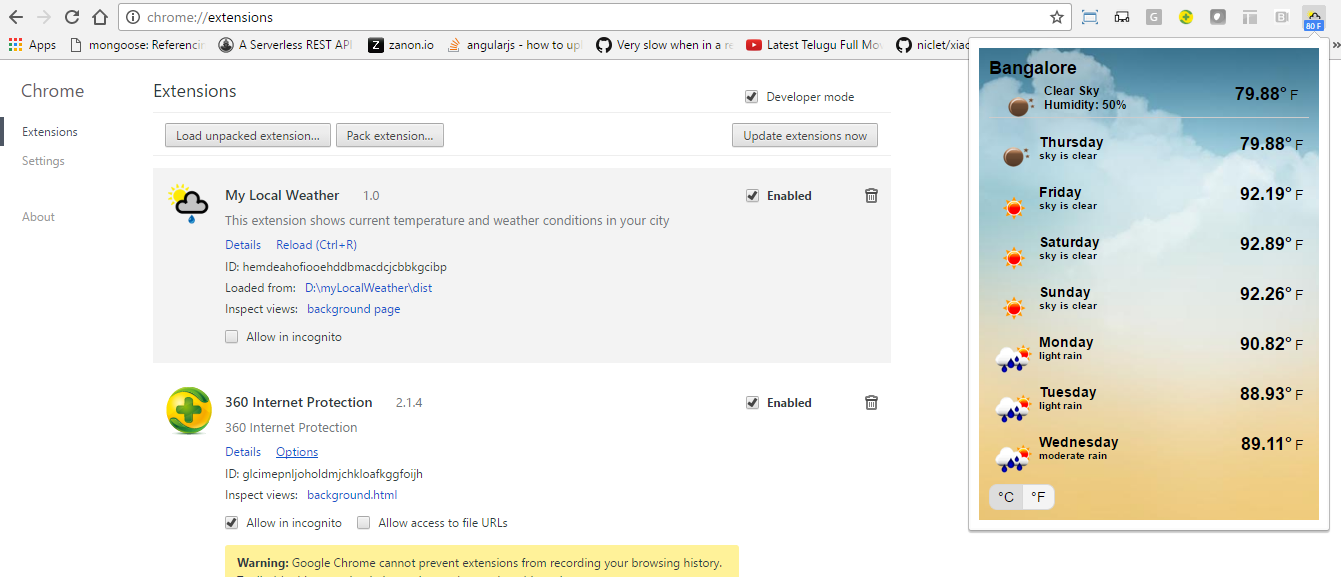 chrome://extensions
G
B
80 F
Apps mongoose: Referencin A Serverless REST API Z zanon.io angularjs - how to up Very slow when in a re Latest Telugu Full Mov niclet/xiao »
Chrome
Extensions
Settings
About
Extensions
Developer mode
Load unpacked extension... Pack extension... Update extensions now
My Local Weather 1.0 Enabled
This extension shows current temperature and weather conditions in your city
Details Reload (Ctrl+R)
ID: hemdeahofiooehddbmacdcjcbbkgcibp
Loaded from: D:\myLocalWeather\dist
Inspect views: background page
Allow in incognito
360 Internet Protection 2.1.4 Enabled
360 Internet Protection
Details Options
ID: glcimepnljoholdmjchkloafkggfoijh
Inspect views: background.html
Allow in incognito Allow access to file URLs
Warning: Google Chrome cannot prevent extensions from recording your browsing history.
Bangalore
Clear Sky 79.88° F
Humidity: 50%
Thursday 79.88° F
sky is clear
Friday 92.19° F
sky is clear
Saturday 92.89° F
sky is clear
Sunday 92.26° F
sky is clear
Monday 90.82° F
light rain
Tuesday 88.93° F
light rain
Wednesday 89.11° F
moderate rain
°C °F